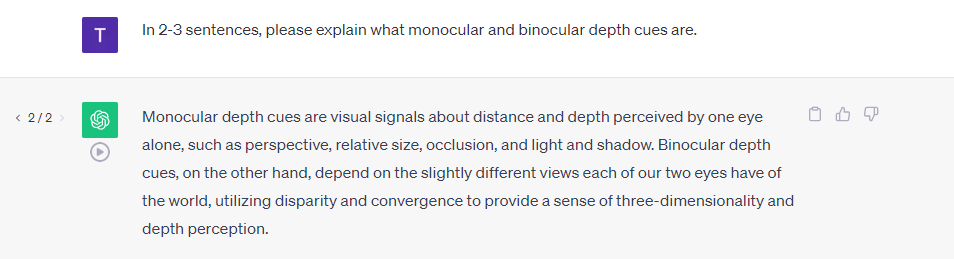 T
In 2-3 sentences, please explain what monocular and binocular depth cues are.
< 2 / 2 >
Monocular depth cues are visual signals about distance and depth perceived by one eye
alone, such as perspective, relative size, occlusion, and light and shadow. Binocular depth
cues, on the other hand, depend on the slightly different views each of our two eyes have of
the world, utilizing disparity and convergence to provide a sense of three-dimensionality and
depth perception.